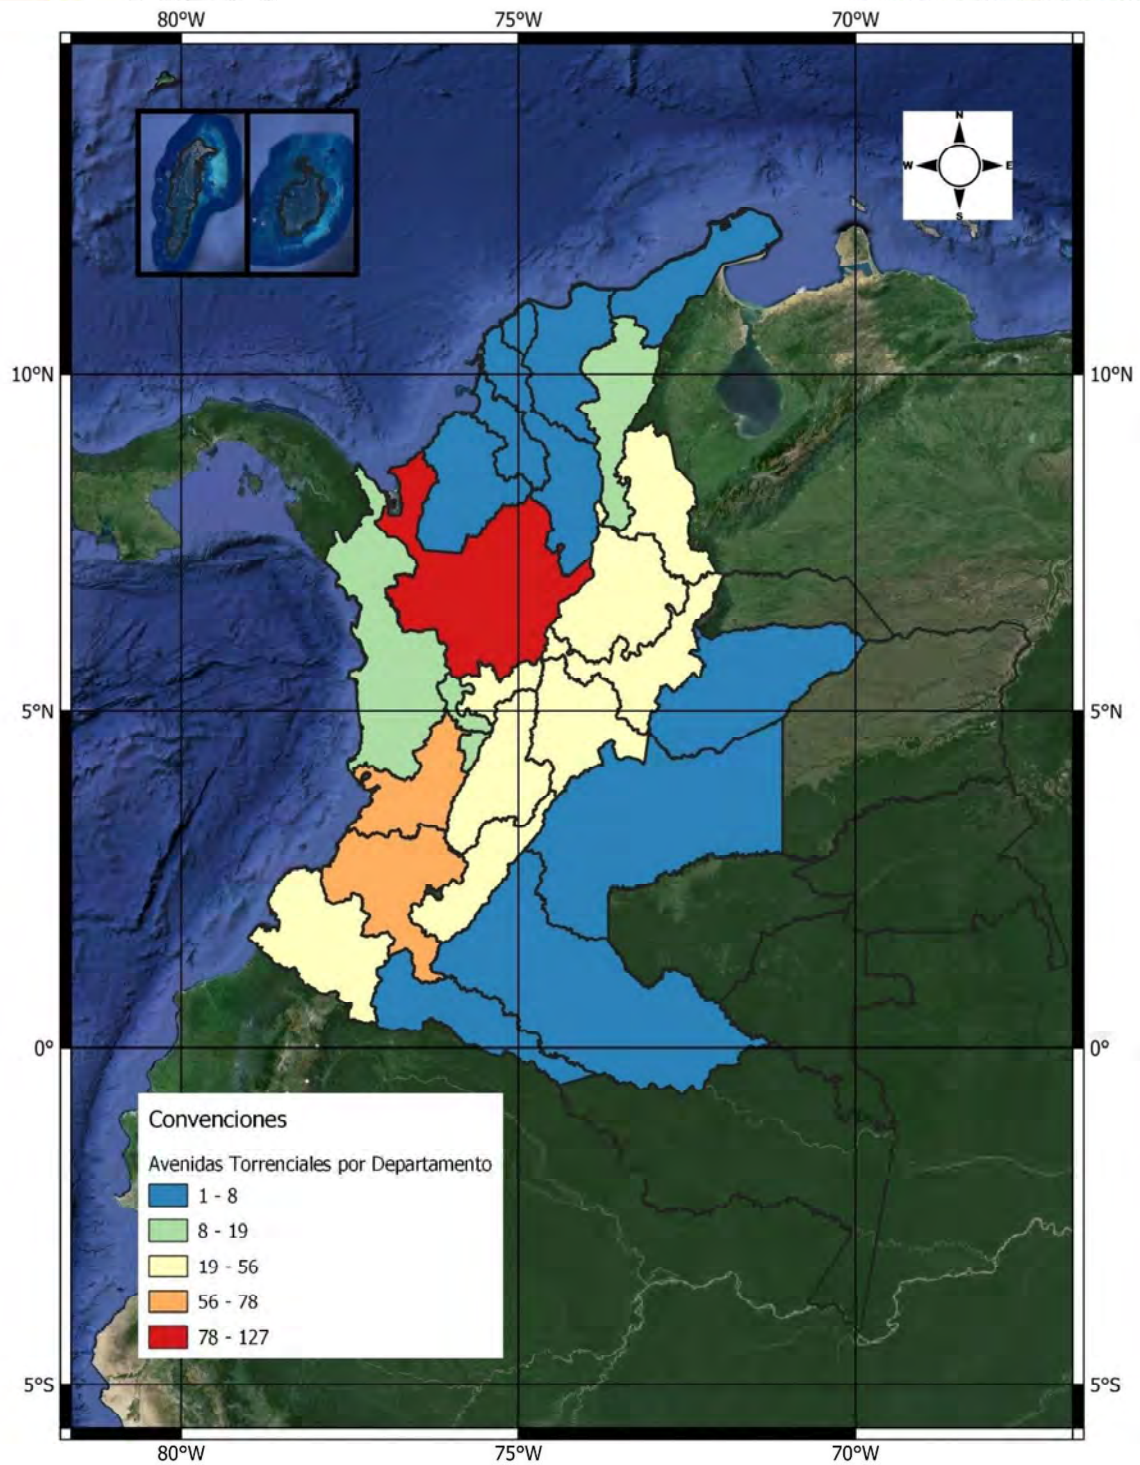 80°W 75°W 70°W
N
W E
S
10°N 10°N
5°N 5°N
0° 0°
Convenciones
Avenidas Torrenciales por Departamento
1 - 8
8 - 19
19 - 56
56 - 78
78 - 127
5°S 5°S
80°W 75°W 70°W